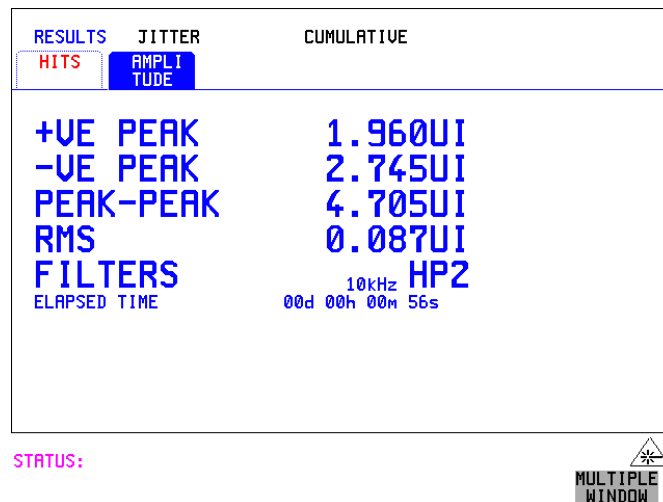 RESULTS JITTER CUMULATIVE
HITS
AMPLI
TUDE
+VE PEAK 1.960UI
-VE PEAK 2.745UI
PEAK-PEAK 4.705UI
RMS 0.087UI
FILTERS 10kHz HP2
ELAPSED TIME 00d 00h 00m 56s
STATUS:
MULTIPLE
WINDOW